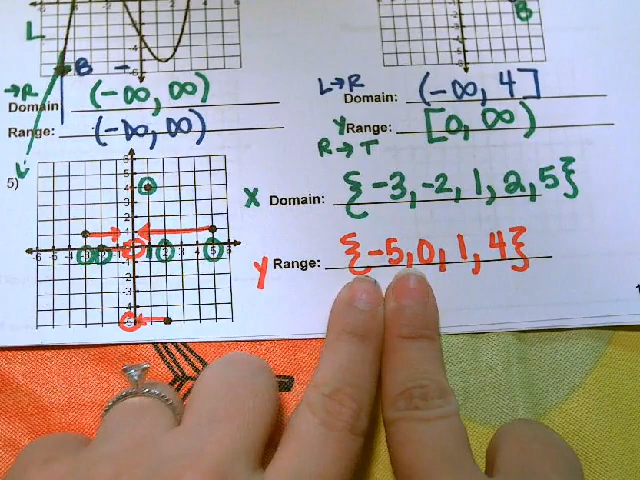 L B B
→R L→R
Domain: (-∞, ∞) Domain: (-∞, 4]
Range: (-∞, ∞) Y Range: [0, ∞)
R→T
5) X Domain: {-3, -2, 1, 2, 5}
Y Range: {-5, 0, 1, 4}